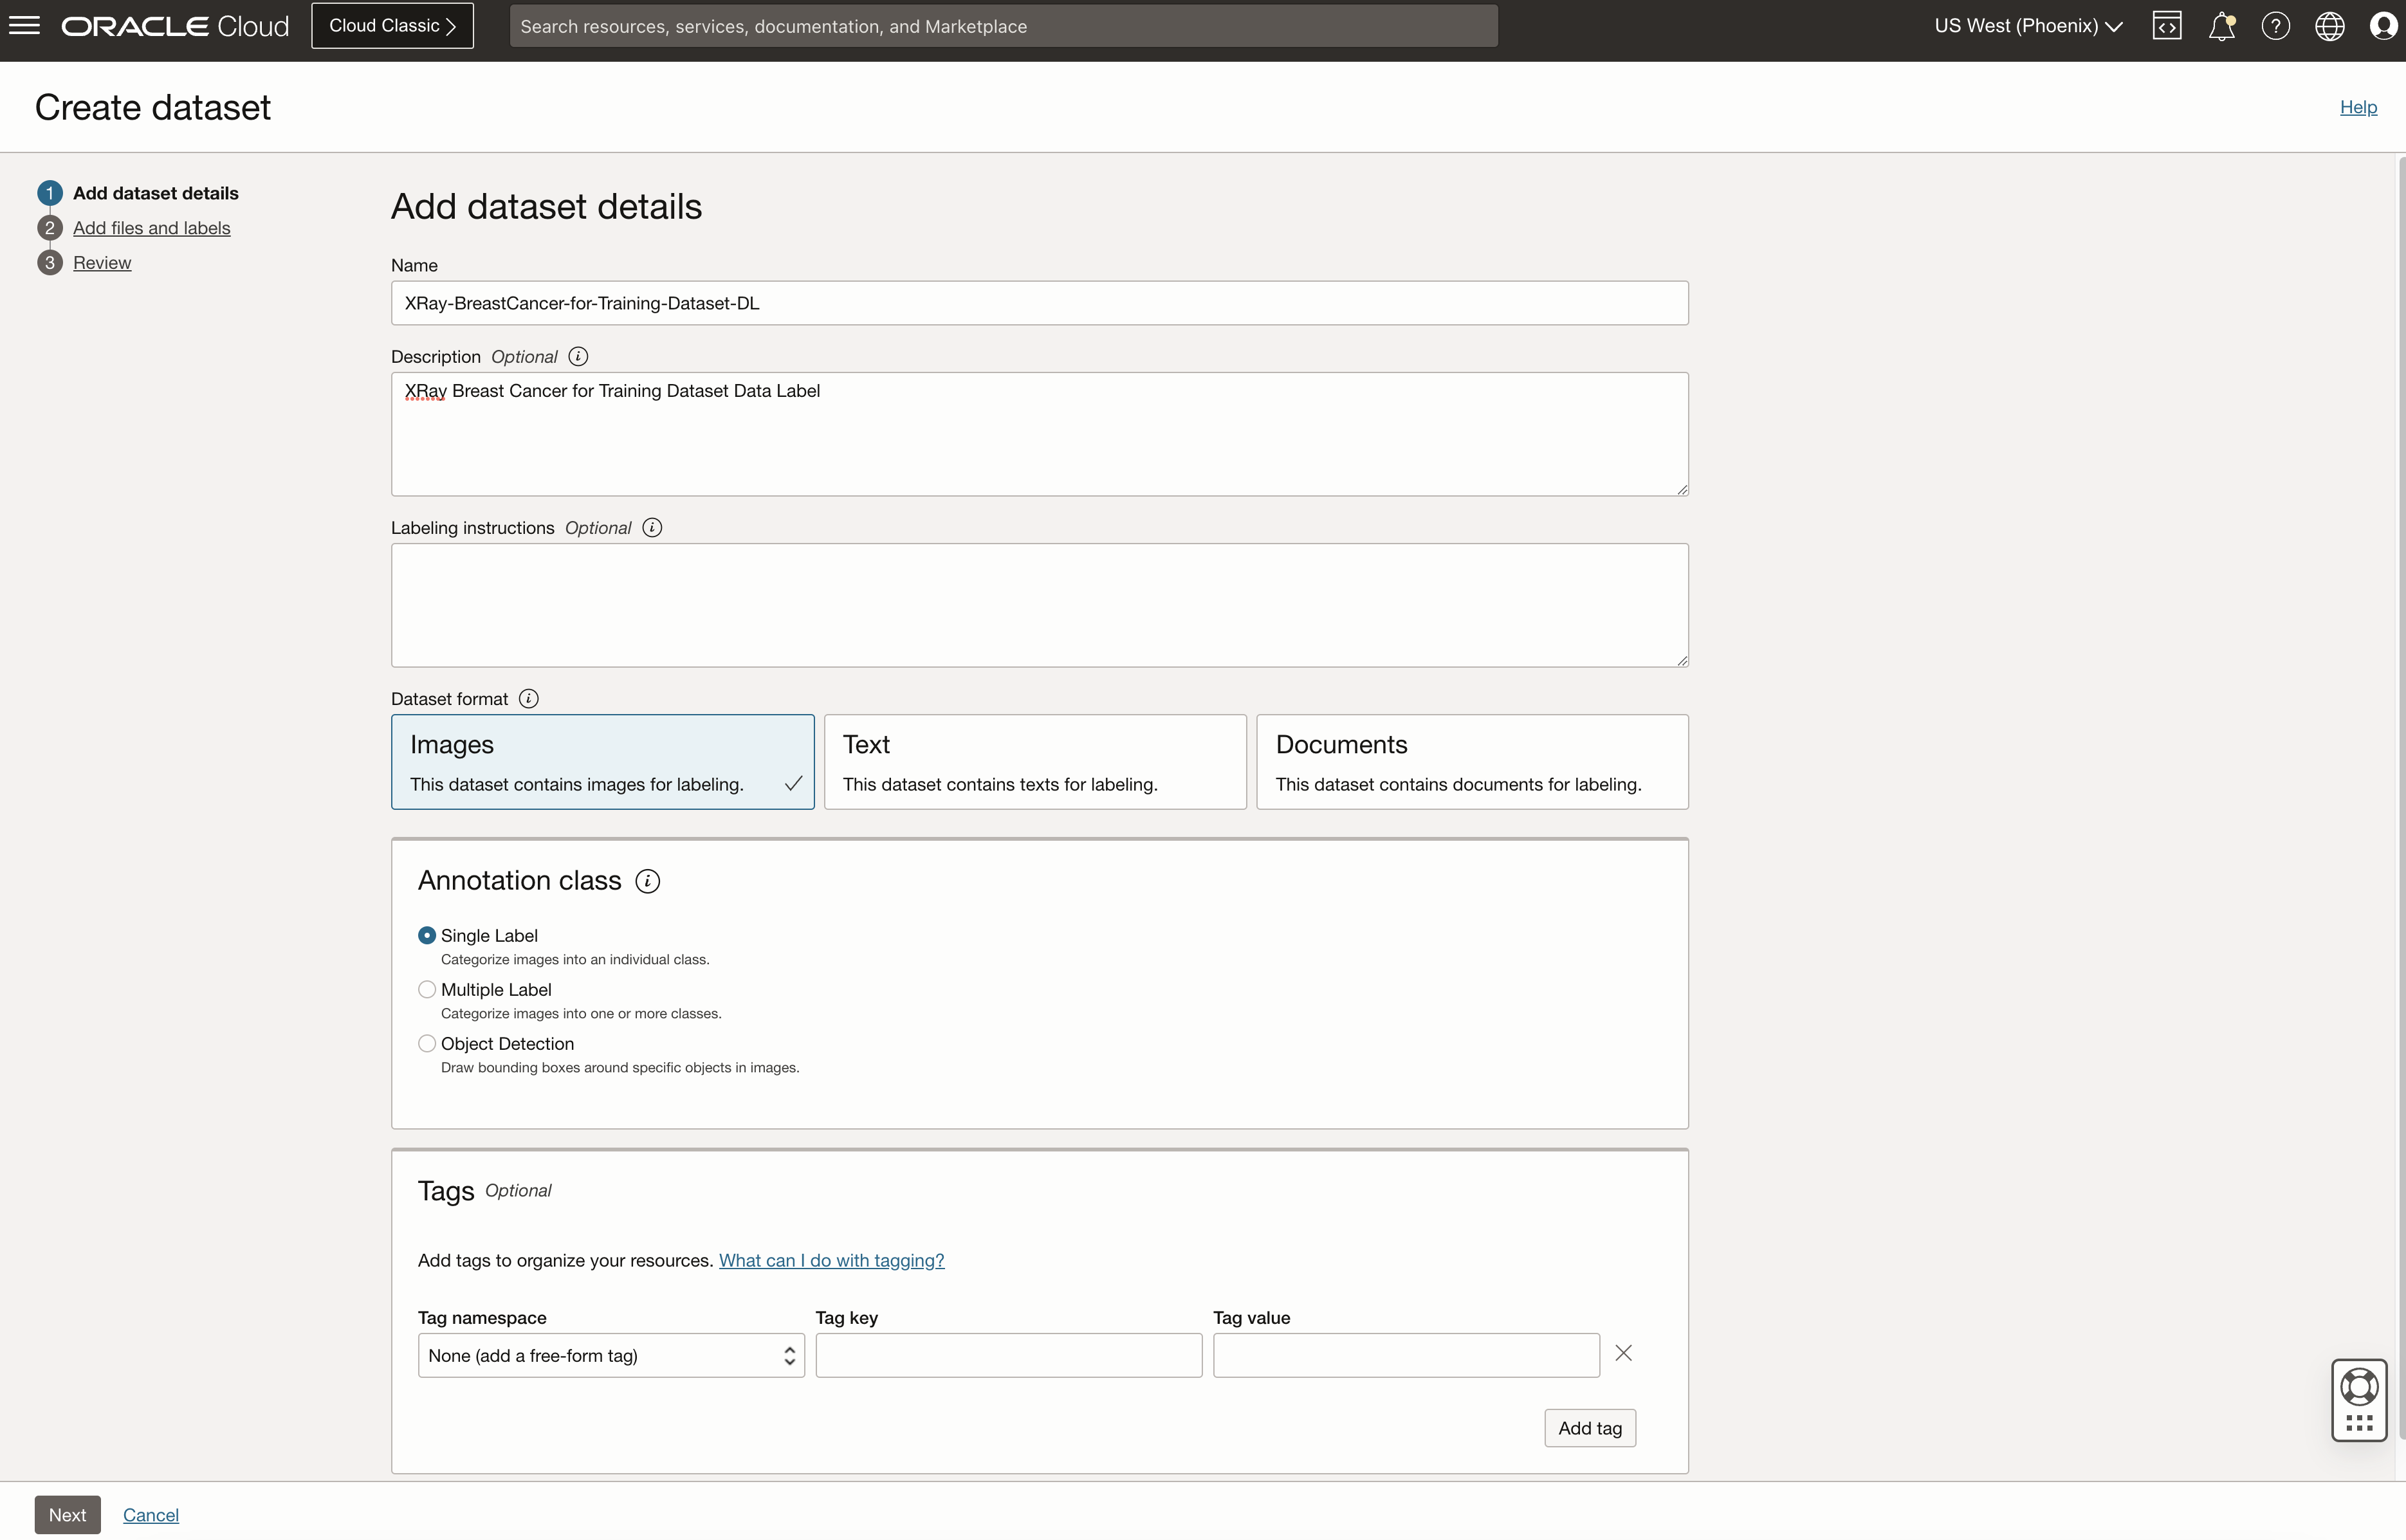 ORACLE Cloud
Cloud Classic
Search resources, services, documentation, and Marketplace
US West (Phoenix)
Create dataset
Help
1 Add dataset details
2 Add files and labels
3 Review
Add dataset details
Name
XRay-BreastCancer-for-Training-Dataset-DL
Description Optional
XRay Breast Cancer for Training Dataset Data Label
Labeling instructions Optional
Dataset format
Images
This dataset contains images for labeling.
Text
This dataset contains texts for labeling.
Documents
This dataset contains documents for labeling.
Annotation class
Single Label
Categorize images into an individual class.
Multiple Label
Categorize images into one or more classes.
Object Detection
Draw bounding boxes around specific objects in images.
Tags Optional
Add tags to organize your resources. What can I do with tagging?
Tag namespace
Tag key
Tag value
None (add a free-form tag)
Add tag
Next
Cancel